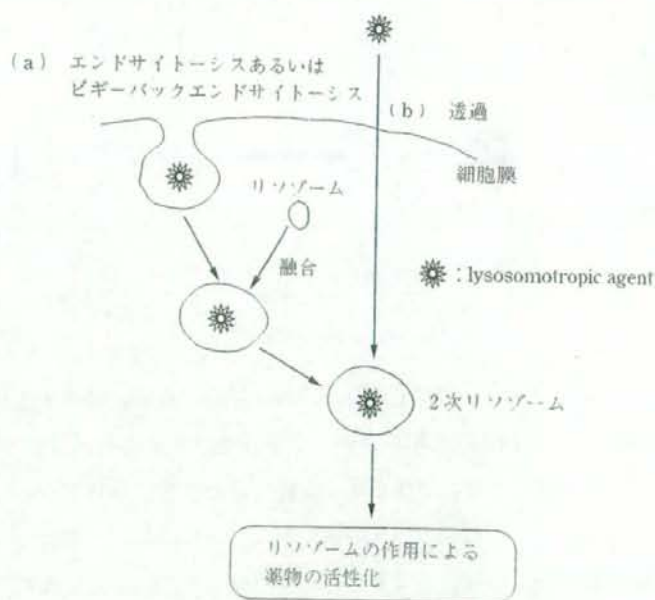 (a) エンドサイトーシスあるいは
ピギーバックエンドサイトーシス
(b) 透過
細胞膜
リソゾーム
融合
: lysosomotropic agent
2次リソゾーム
リソゾームの作用による
薬物の活性化